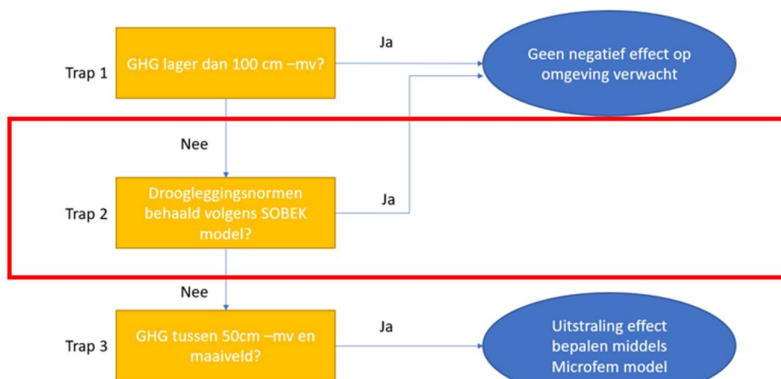 Trap 1
GHG lager dan 100 cm –mv?
Ja
Geen negatief effect op
omgeving verwacht
Nee
Trap 2
Droogleggingsnormen
behaald volgens SOBEK
model?
Ja
Nee
Trap 3
GHG tussen 50cm –mv en
maaiveld?
Ja
Uitstraling effect
bepalen middels
Microfem model